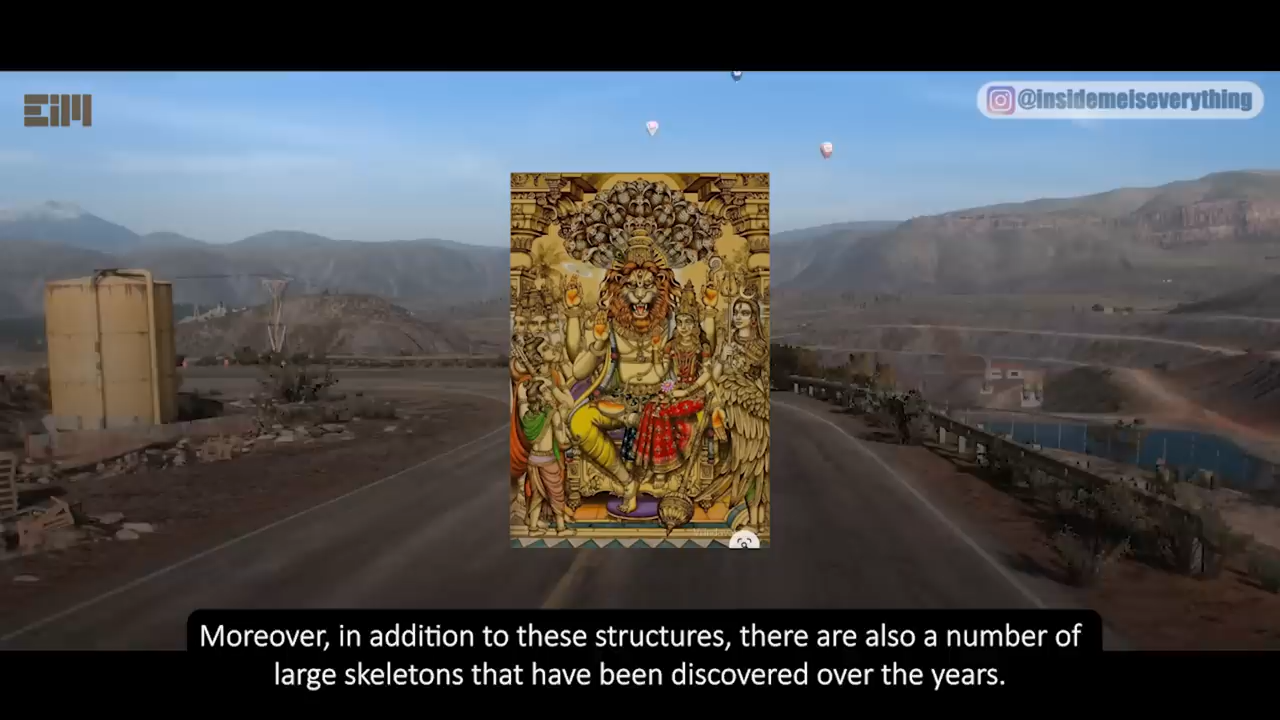 EiM
@insidemeiseverything
Moreover, in addition to these structures, there are also a number of
large skeletons that have been discovered over the years.